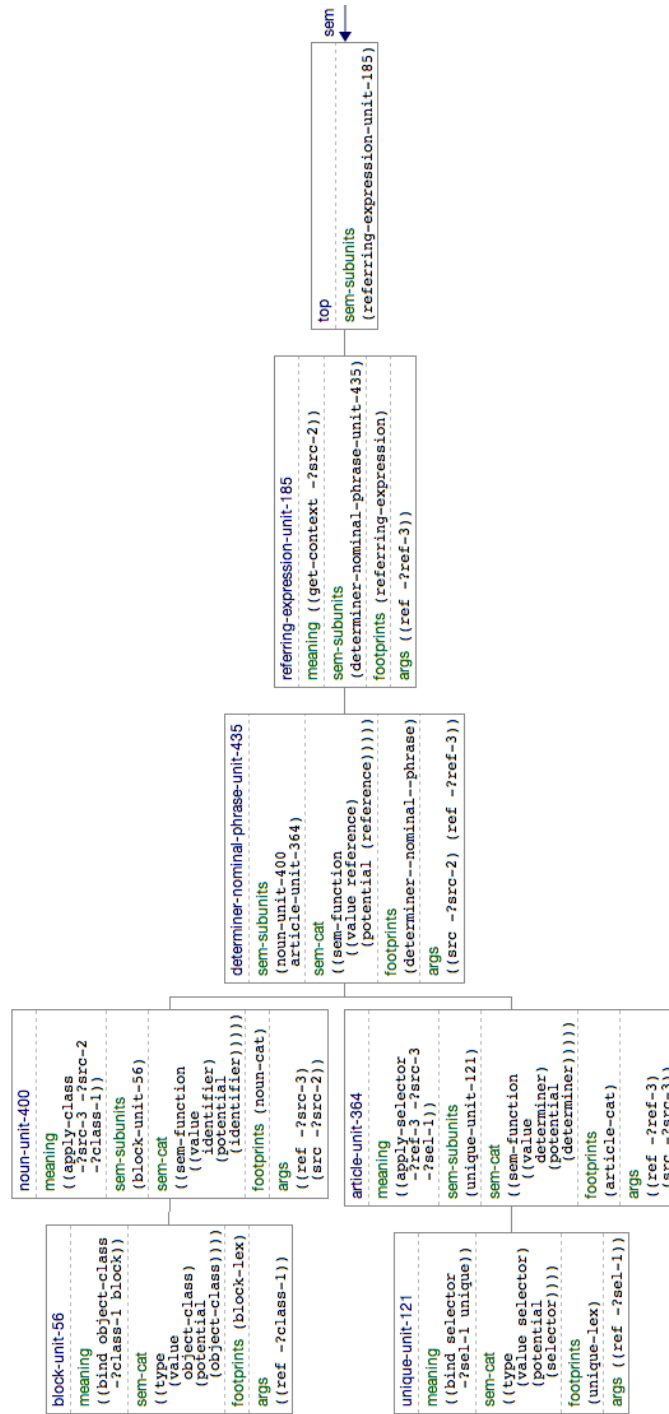 sem
top
sem-subunits
(referring-expression-unit-185)
referring-expression-unit-185
meaning ((get-context -?src-2))
sem-subunits
(determiner-nominal-phrase-unit-435)
footprints (referring-expression)
args ((ref -?ref-3))
determiner-nominal-phrase-unit-435
sem-subunits
(noun-unit-400
article-unit-364)
sem-cat
((sem-function
((value reference)
(potential (reference)))))
footprints
(determiner--nominal--phrase)
args
((src -?src-2) (ref -?ref-3))
noun-unit-400
meaning
((apply-class
-?src-3 -?src-2
-?class-1))
sem-subunits
(block-unit-56)
sem-cat
((sem-function
((value
identifier)
(potential
(identifier)))))
footprints (noun-cat)
args
((ref -?src-3)
(src -?src-2))
article-unit-364
meaning
((apply-selector
-?ref-3 -?src-3
-?sel-1))
sem-subunits
(unique-unit-121)
sem-cat
((sem-function
((value
determiner)
(potential
(determiner)))))
footprints
(article-cat)
args
((ref -?ref-3)
(src -?src-3))
block-unit-56
meaning
((bind object-class
-?class-1 block))
sem-cat
((type
(value
object-class)
(potential
(object-class))))
footprints (block-lex)
args
((ref -?class-1))
unique-unit-121
meaning
((bind selector
-?sel-1 unique))
sem-cat
((type
(value selector)
(potential
(selector))))
footprints
(unique-lex)
args ((ref -?sel-1))